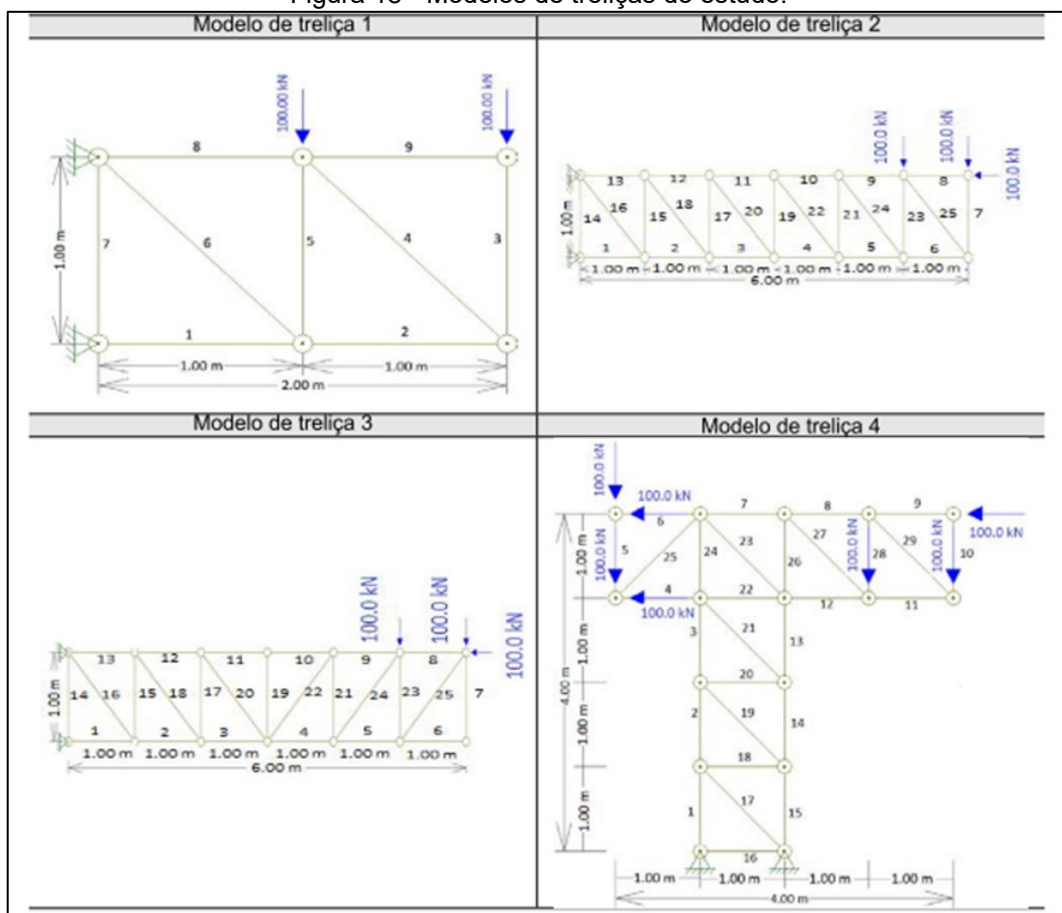 Figura 18 - Modelos de treliças do estudo.
Modelo de treliça 1
Modelo de treliça 2
100.00 kN
100.00 kN
8
9
1.00 m
7
6
5
4
3
1
2
1.00 m
1.00 m
2.00 m
100.0 kN
100.0 kN
100.0 kN
13
12
11
10
9
8
1.00 m
14
16
15
18
17
20
19
22
21
24
23
25
7
1
2
3
4
5
6
1.00 m
1.00 m
1.00 m
1.00 m
1.00 m
1.00 m
6.00 m
Modelo de treliça 3
Modelo de treliça 4
100.0 kN
100.0 kN
100.0 kN
13
12
11
10
9
8
1.00 m
14
16
15
18
17
20
19
22
21
24
23
25
7
1
2
3
4
5
6
1.00 m
1.00 m
1.00 m
1.00 m
1.00 m
1.00 m
6.00 m
100.0 kN
100.0 kN
6
7
8
9
100.0 kN
1.00 m
100.0 kN
5
25
24
23
26
27
100.0 kN
28
29
100.0 kN
10
4
100.0 kN
22
12
11
4.00 m
1.00 m
3
21
13
20
1.00 m
2
19
14
18
1.00 m
1
17
15
16
1.00 m
1.00 m
1.00 m
1.00 m
4.00 m